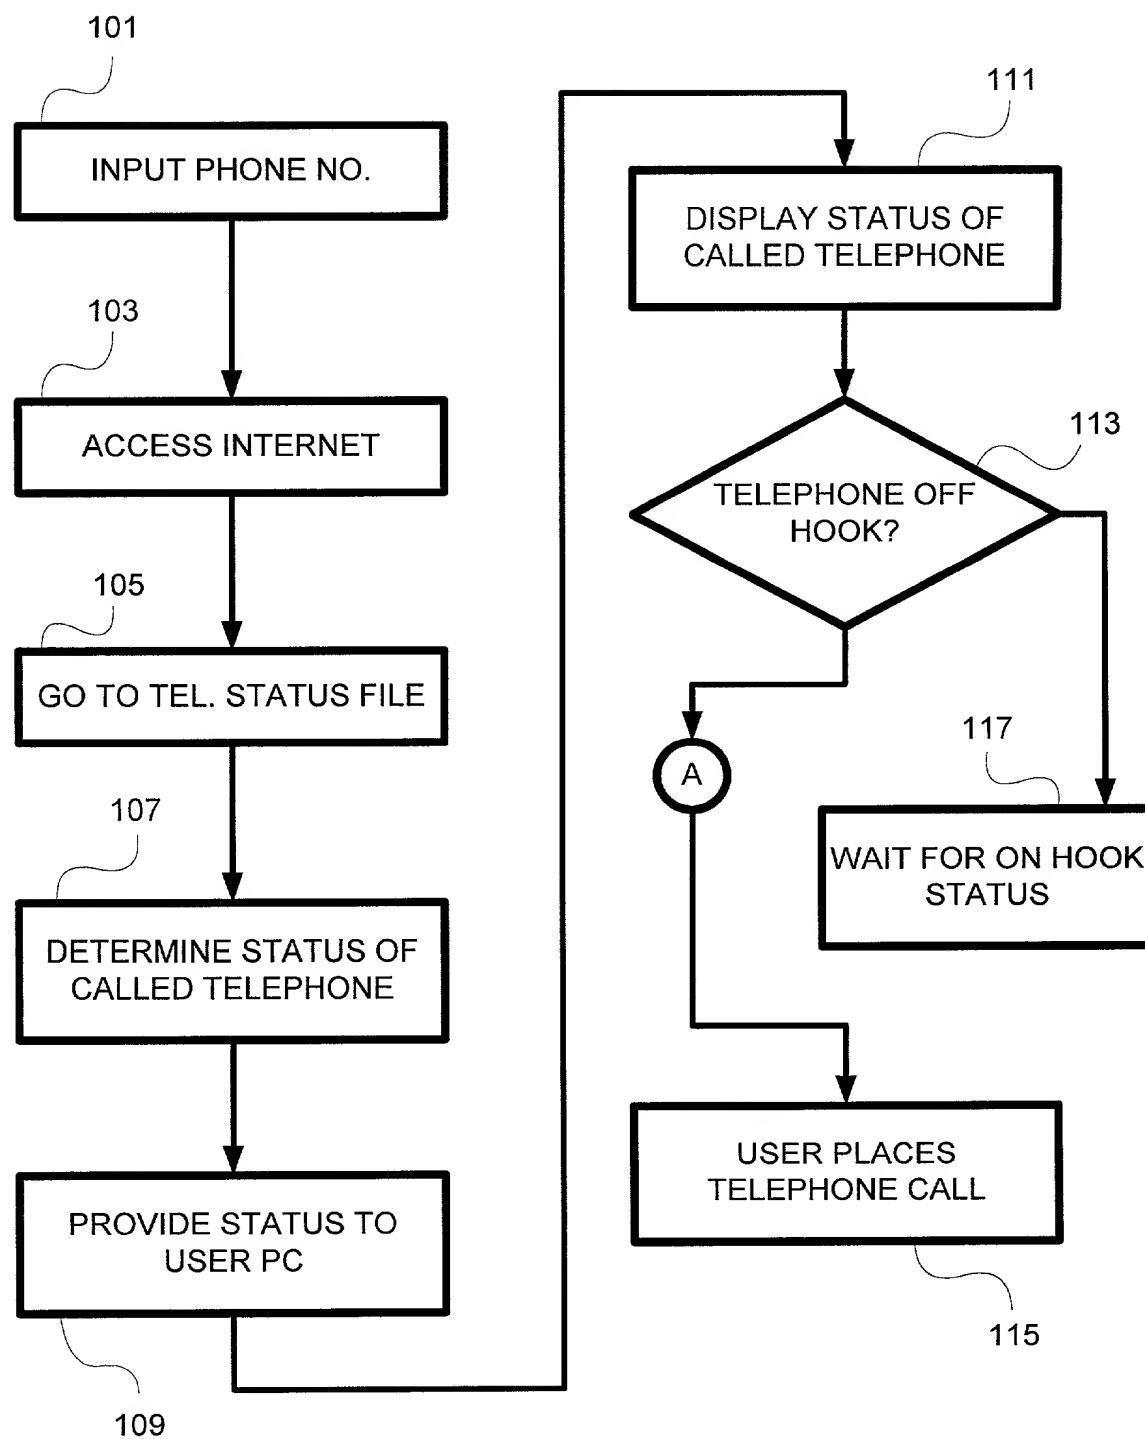 101
INPUT PHONE NO.
103
ACCESS INTERNET
105
GO TO TEL. STATUS FILE
107
DETERMINE STATUS OF
CALLED TELEPHONE
PROVIDE STATUS TO
USER PC
109
111
DISPLAY STATUS OF
CALLED TELEPHONE
113
TELEPHONE OFF
HOOK?
A
117
WAIT FOR ON HOOK
STATUS
USER PLACES
TELEPHONE CALL
115